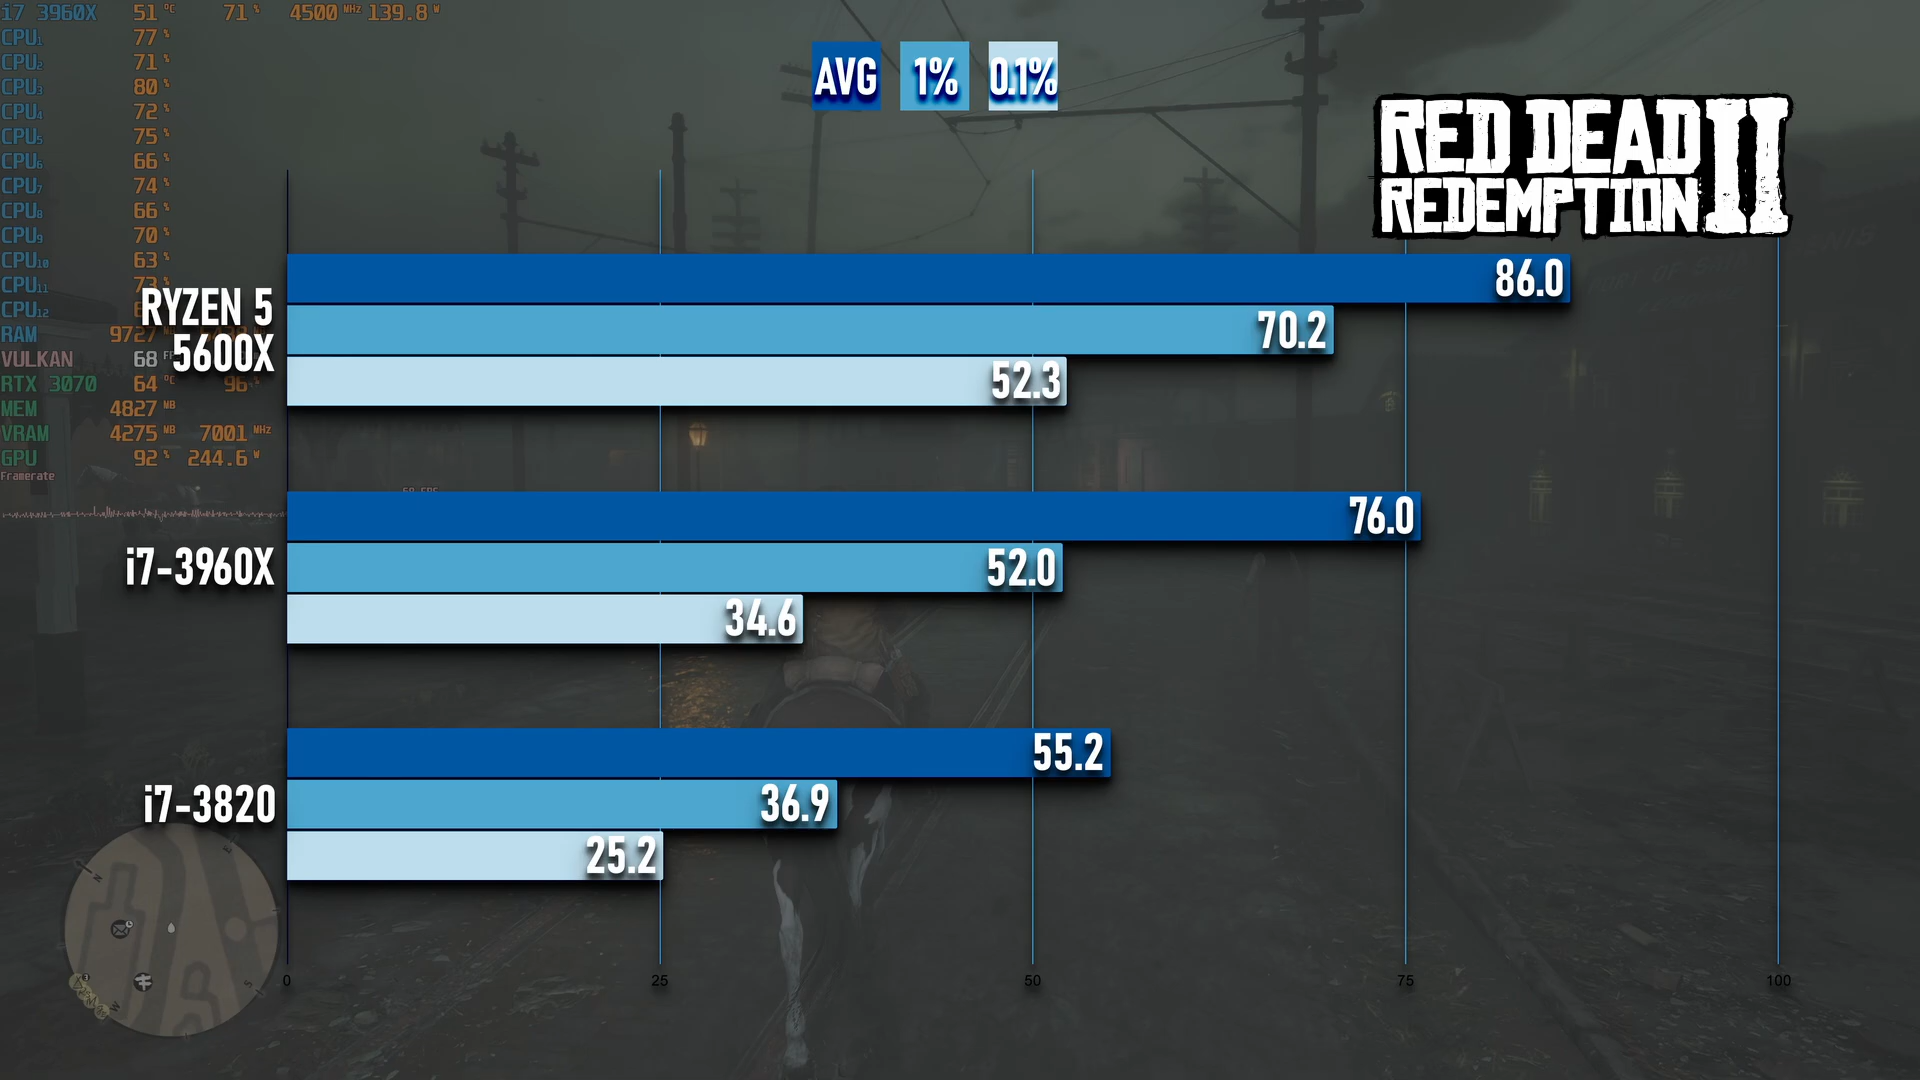 i7 3960X 51 °C 71 % 4500 MHz 139.8 W
CPU1 77 %
CPU2 71 %
CPU3 80 %
CPU4 72 %
CPU5 75 %
CPU6 66 %
CPU7 74 %
CPU8 66 %
CPU9 70 %
CPU10 63 %
CPU11 73 %
CPU12
RAM 9727
VULKAN 68
RTX 3070 64 °C 96 %
MEM 4827 MB
VRAM 4275 MB 7001 MHz
GPU 92 % 244.6 W
Framerate
68 FPS
AVG 1% 0.1%
RED DEAD
REDEMPTION II
RYZEN 5
5600X
86.0
70.2
52.3
i7-3960X
76.0
52.0
34.6
i7-3820
55.2
36.9
25.2
0 25 50 75 100
N
E
S
W